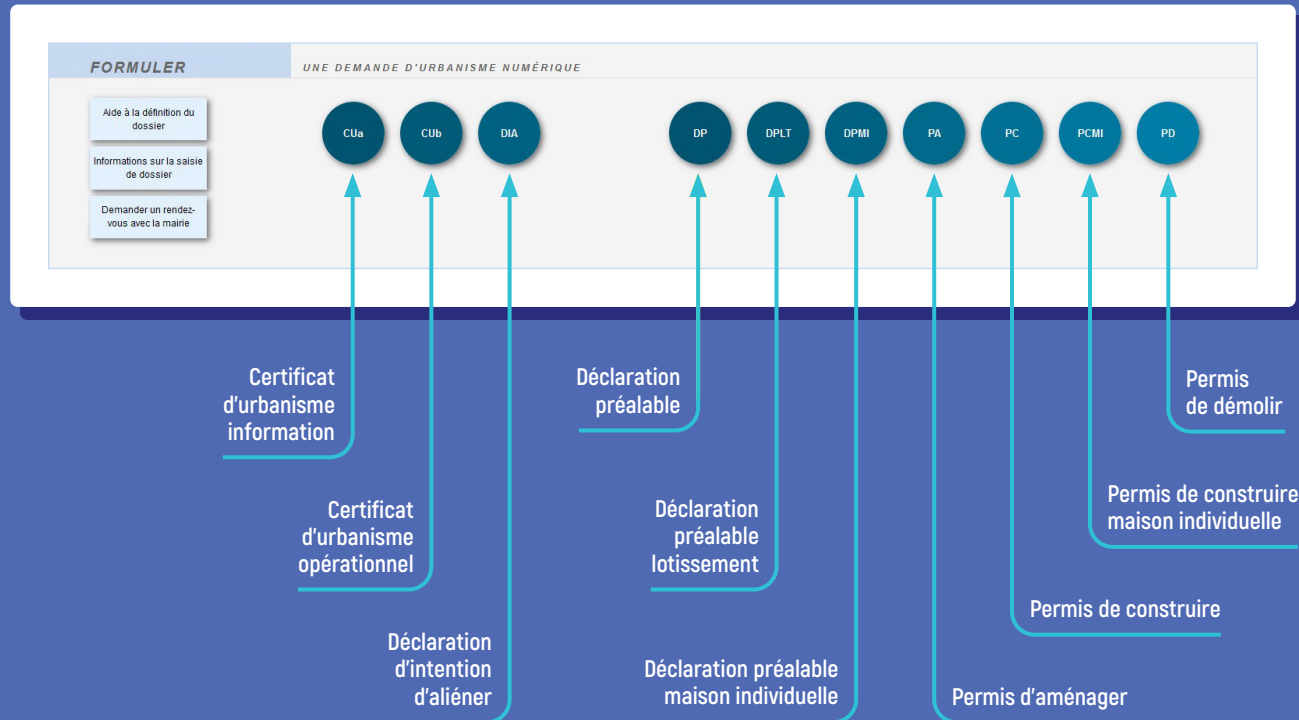 FORMULER
UNE DEMANDE D'URBANISME NUMÉRIQUE
Aide à la définition du
dossier
Informations sur la saisie
de dossier
Demander un rendez-
vous avec la mairie
CUa
CUb
DIA
DP
DPLT
DPMI
PA
PC
PCMI
PD
Certificat
d'urbanisme
information
Certificat
d'urbanisme
opérationnel
Déclaration
d'intention
d'aliéner
Déclaration
préalable
Déclaration
préalable
lotissement
Déclaration préalable
maison individuelle
Permis d'aménager
Permis de construire
Permis de construire
maison individuelle
Permis
de démolir